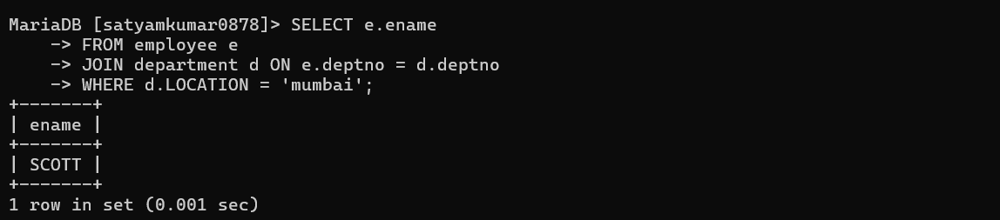 MariaDB [satyamkumar0878]> SELECT e.ename
    -> FROM employee e
    -> JOIN department d ON e.deptno = d.deptno
    -> WHERE d.LOCATION = 'mumbai';
+-------+
| ename |
+-------+
| SCOTT |
+-------+
1 row in set (0.001 sec)